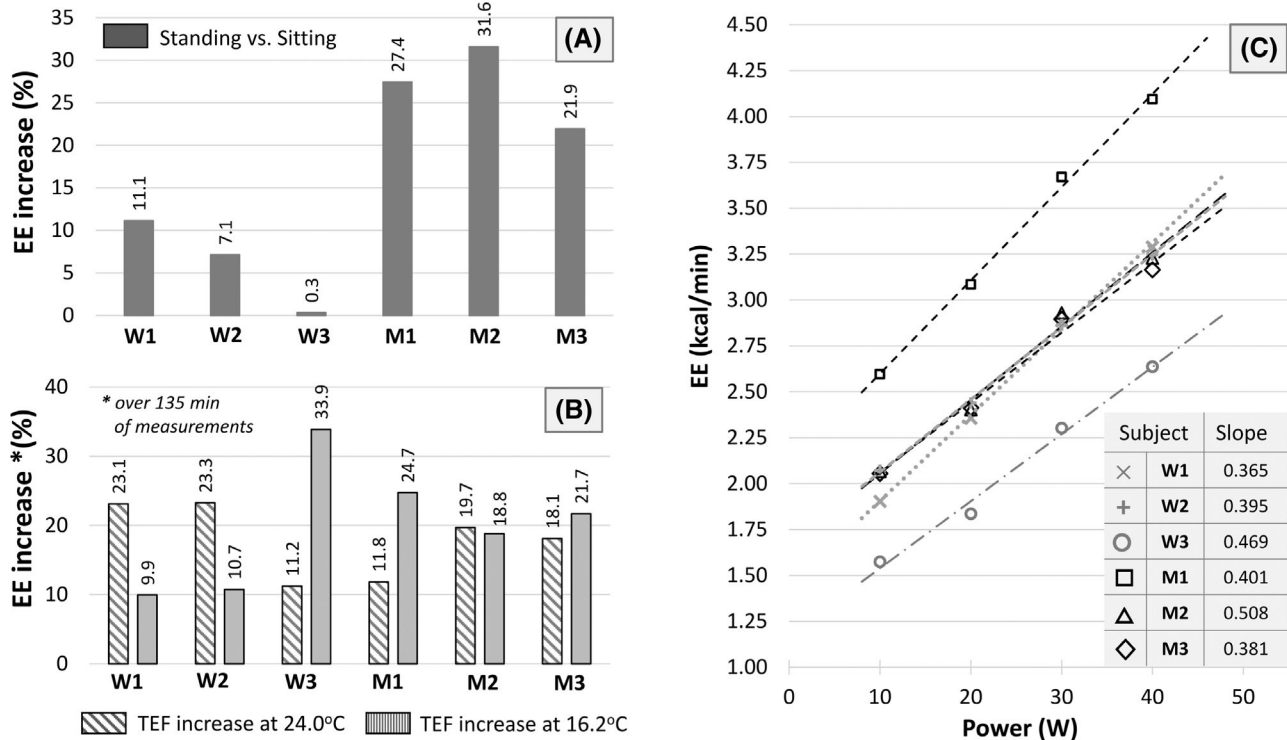 (A)
Standing vs. Sitting
EE increase (%)
35
30
25
20
15
10
5
0
11.1
7.1
0.3
27.4
31.6
21.9
W1 W2 W3 M1 M2 M3
(B)
* over 135 min
of measurements
EE increase *(%)
40
30
20
10
0
23.1 9.9
23.3 10.7
11.2 33.9
11.8 24.7
19.7 18.8
18.1 21.7
W1 W2 W3 M1 M2 M3
TEF increase at 24.0°C TEF increase at 16.2°C
(C)
EE (kcal/min)
4.50
4.25
4.00
3.75
3.50
3.25
3.00
2.75
2.50
2.25
2.00
1.75
1.50
1.25
1.00
Subject Slope
W1 0.365
W2 0.395
W3 0.469
M1 0.401
M2 0.508
M3 0.381
0 10 20 30 40 50
Power (W)